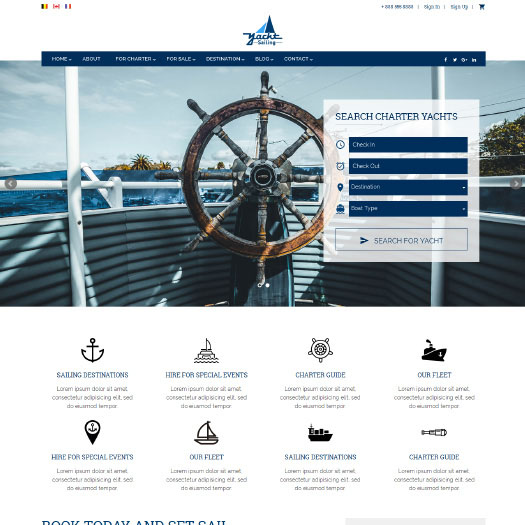 Sign In | Sign Up
Yacht
Sailing
HOME ABOUT FOR CHARTER FOR SALE DESTINATION BLOG CONTACT
SEARCH CHARTER YACHTS
Check In
Check Out
Destination
Boat Type
SEARCH FOR YACHT
SAILING DESTINATIONS HIRE FOR SPECIAL EVENTS CHARTER GUIDE OUR FLEET
Lorem ipsum dolor sit amet, Lorem ipsum dolor sit amet, Lorem ipsum dolor sit amet, Lorem ipsum dolor sit amet,
consectetur adipisicing elit, sed consectetur adipisicing elit, sed consectetur adipisicing elit, sed consectetur adipisicing elit, sed
do eiusmod tempor. do eiusmod tempor. do eiusmod tempor. do eiusmod tempor.
HIRE FOR SPECIAL EVENTS OUR FLEET SAILING DESTINATIONS CHARTER GUIDE
Lorem ipsum dolor sit amet, Lorem ipsum dolor sit amet, Lorem ipsum dolor sit amet, Lorem ipsum dolor sit amet,
consectetur adipisicing elit, sed consectetur adipisicing elit, sed consectetur adipisicing elit, sed consectetur adipisicing elit, sed
do eiusmod tempor. do eiusmod tempor. do eiusmod tempor. do eiusmod tempor.
BOOK TODAY AND SET SAIL